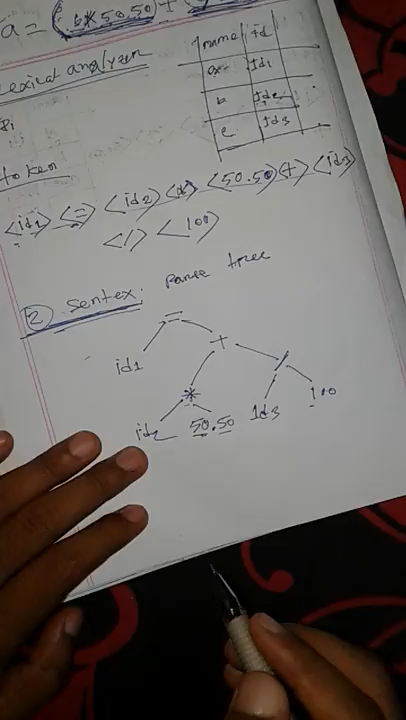 a = (b*50.50)+(
Lexical analyzer
name id
a Id1
b Id2
c Id3
token
<id1> <=> <id2> <*> <50.50> <+> <id3>
</> <100>
2 sentex: parse tree
=
id1 +
* /
id2 50.50 Id3 100